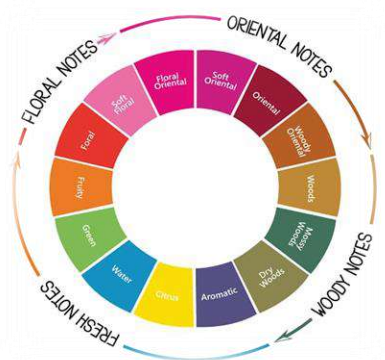 ORIENTAL NOTES
WOODY NOTES
FRESH NOTES
FLORAL NOTES
Soft
Oriental
Oriental
Woody
Oriental
Woods
Mossy
Woods
Dry
Woods
Aromatic
Citrus
Water
Green
Fruity
Foral
Soft
Floral
Floral
Oriental